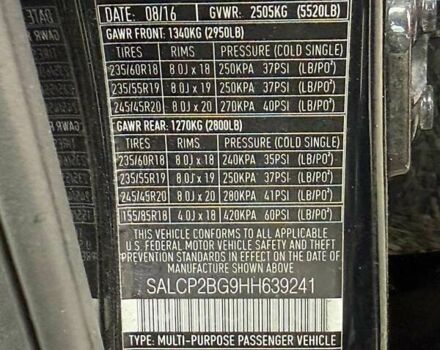 DATE: 08/16 GVWR: 2505KG (5520LB)
GAWR FRONT: 1340KG (2950LB)
TIRES RIMS PRESSURE (COLD SINGLE)
235/60R18 8.0J x 18 250KPA 37PSI (LB/PO²)
235/55R19 8.0J x 19 250KPA 37PSI (LB/PO²)
245/45R20 8.0J x 20 270KPA 40PSI (LB/PO²)
GAWR REAR: 1270KG (2800LB)
TIRES RIMS PRESSURE (COLD SINGLE)
235/60R18 8.0J x 18 240KPA 35PSI (LB/PO²)
235/55R19 8.0J x 19 250KPA 37PSI (LB/PO²)
245/45R20 8.0J x 20 280KPA 41PSI (LB/PO²)
155/85R18 4.0J x 18 420KPA 60PSI (LB/PO²)
THIS VEHICLE CONFORMS TO ALL APPLICABLE
U.S. FEDERAL MOTOR VEHICLE SAFETY AND THEFT
PREVENTION STANDARDS IN EFFECT ON THE DATE OF
MANUFACTURE SHOWN ABOVE.
SALCP2BG9HH639241
TYPE: MULTI-PURPOSE PASSENGER VEHICLE